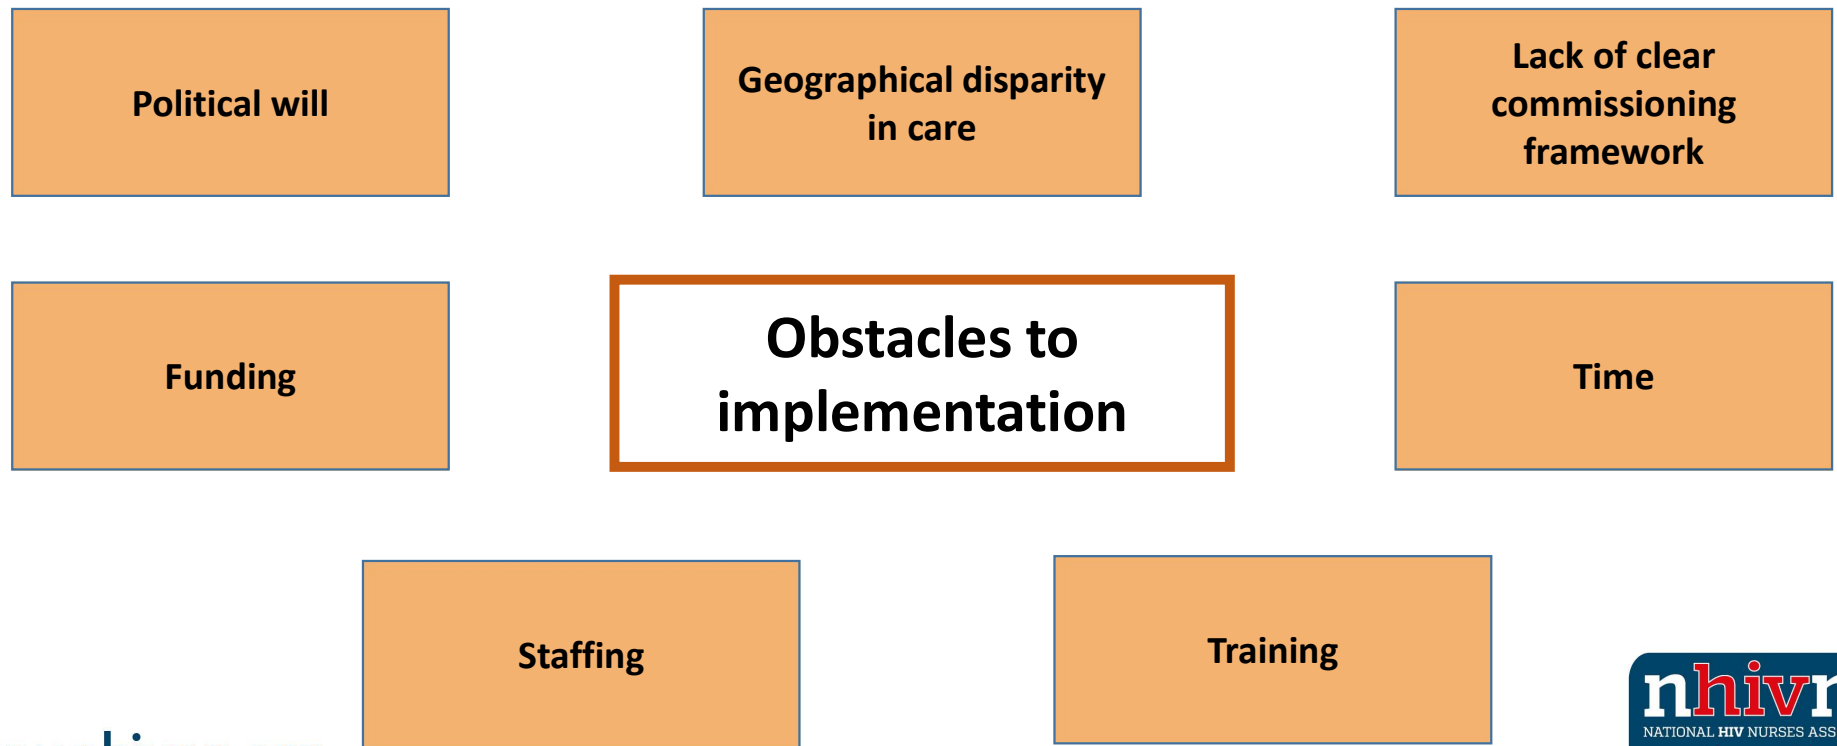 Political will
Geographical disparity
in care
Lack of clear
commissioning
framework
Funding
Obstacles to
implementation
Time
Staffing
Training
nhivn
NATIONAL HIV NURSES ASS